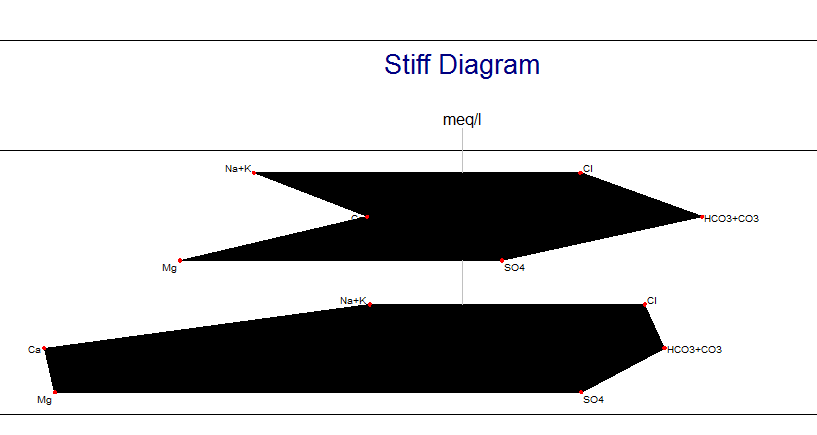 Stiff Diagram
meq/l
Na+K Cl
HCO3+CO3
Mg SO4
Na+K Cl
Ca HCO3+CO3
Mg SO4